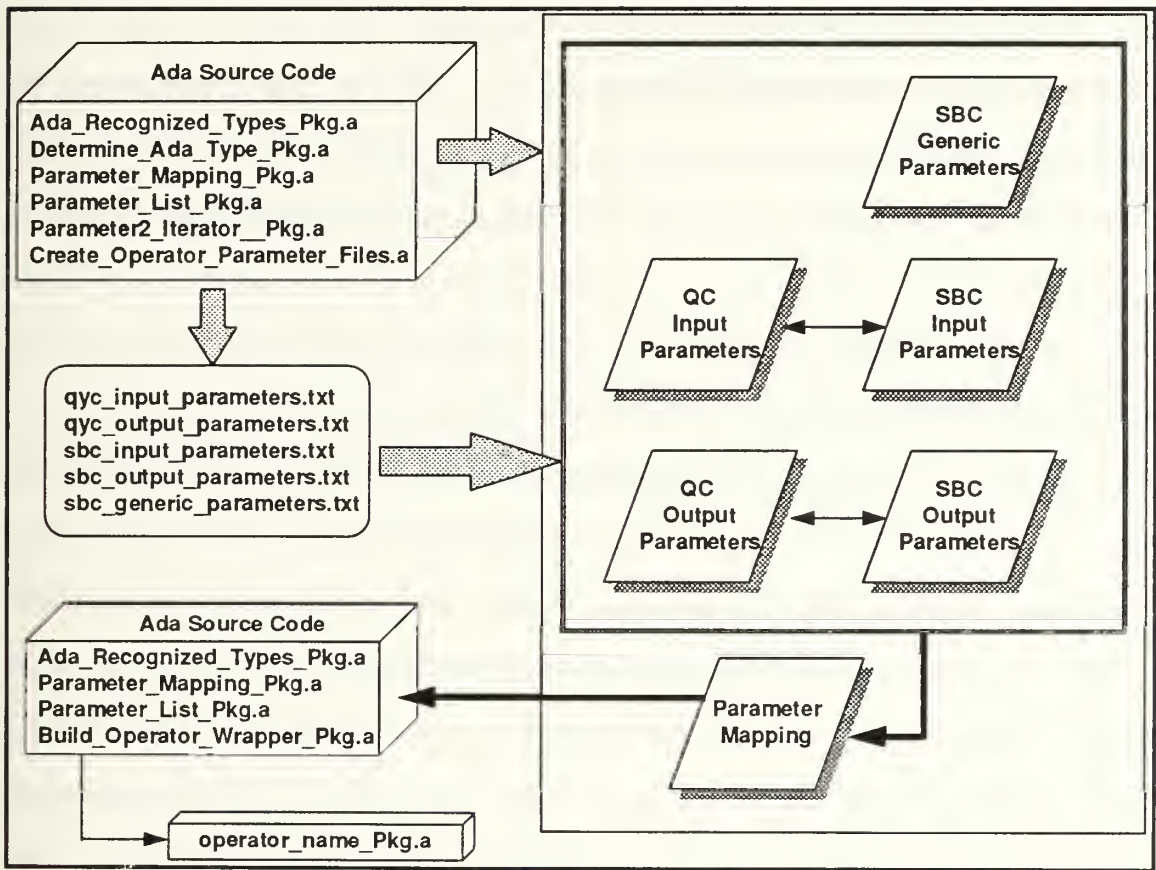 Ada Source Code
Ada_Recognized_Types_Pkg.a
Determine_Ada_Type_Pkg.a
Parameter_Mapping_Pkg.a
Parameter_List_Pkg.a
Parameter2_Iterator__Pkg.a
Create_Operator_Parameter_Files.a
qyc_input_parameters.txt
qyc_output_parameters.txt
sbc_input_parameters.txt
sbc_output_parameters.txt
sbc_generic_parameters.txt
SBC
Generic
Parameters
QC
Input
Parameters
SBC
Input
Parameters
QC
Output
Parameters
SBC
Output
Parameters
Parameter
Mapping
Ada Source Code
Ada_Recognized_Types_Pkg.a
Parameter_Mapping_Pkg.a
Parameter_List_Pkg.a
Build_Operator_Wrapper_Pkg.a
operator_name_Pkg.a